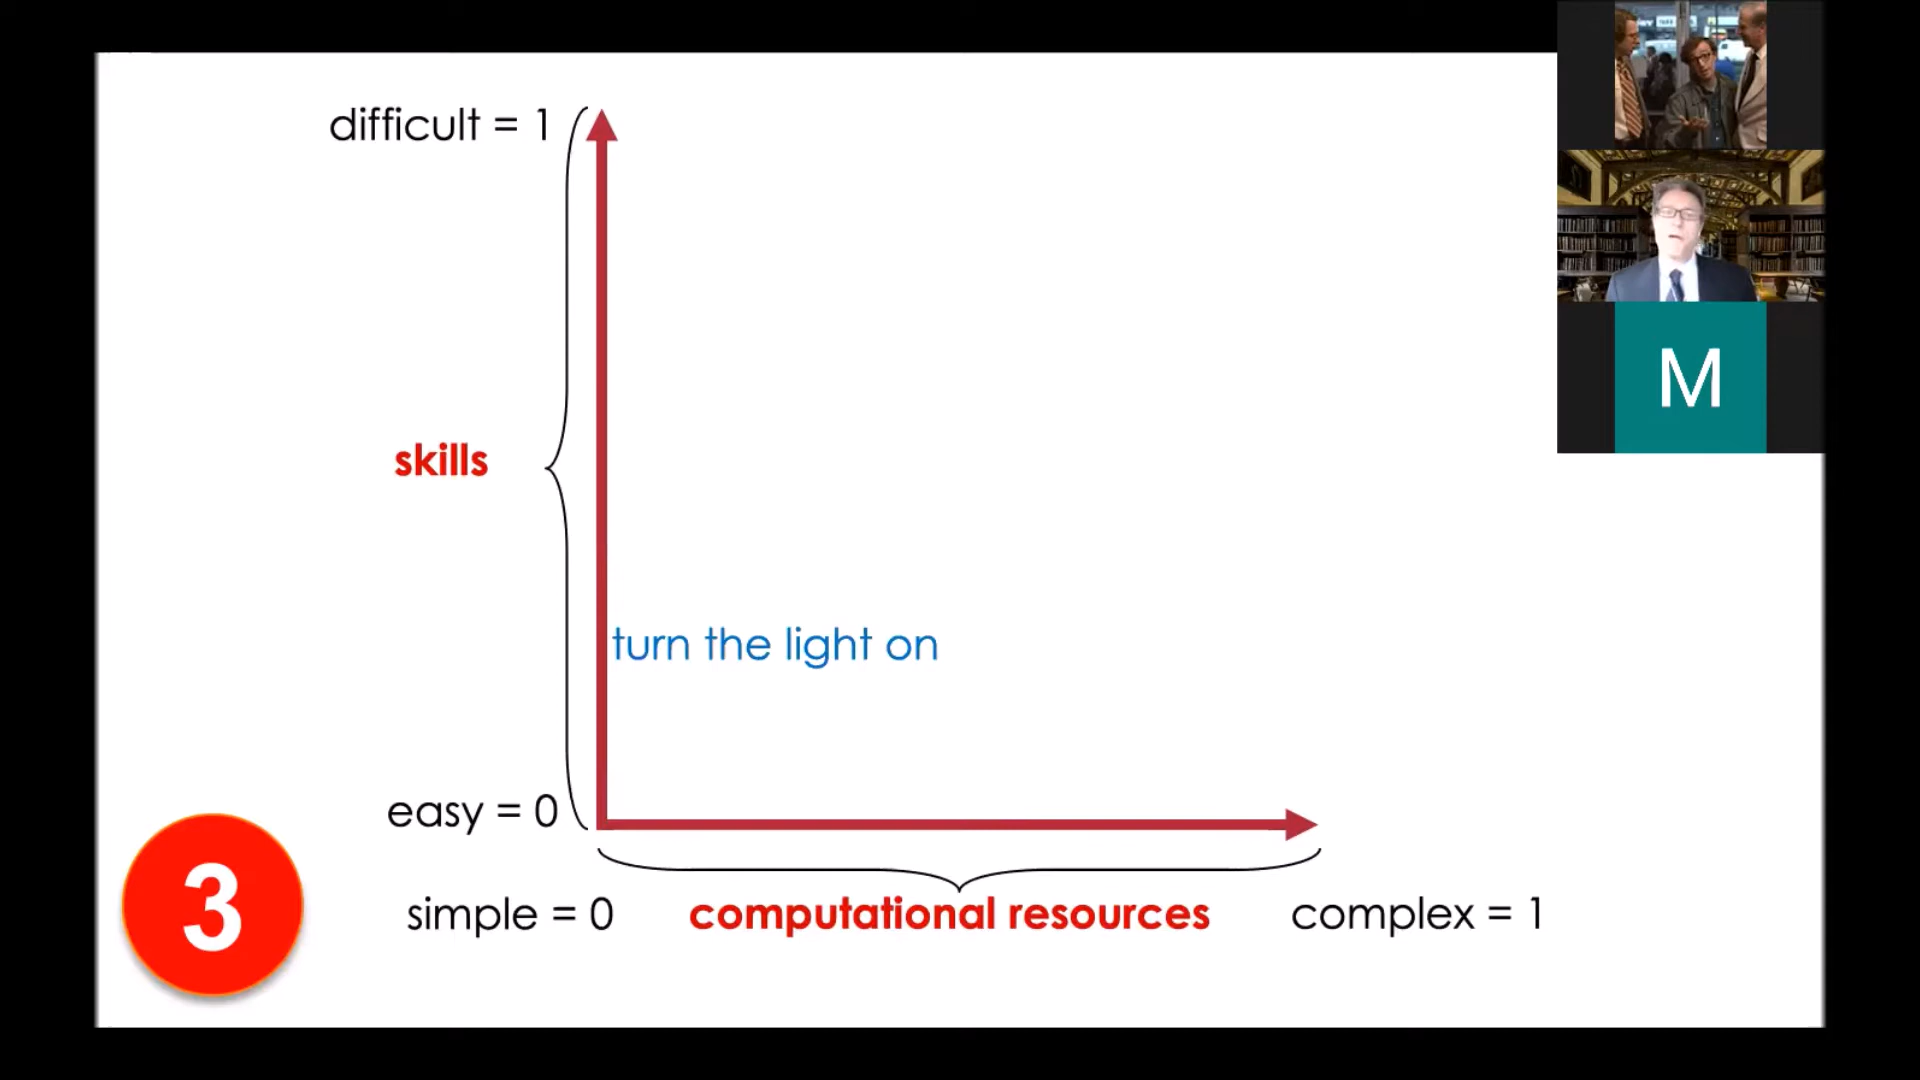 difficult = 1
skills
turn the light on
easy = 0
simple = 0
computational resources
complex = 1
3
M